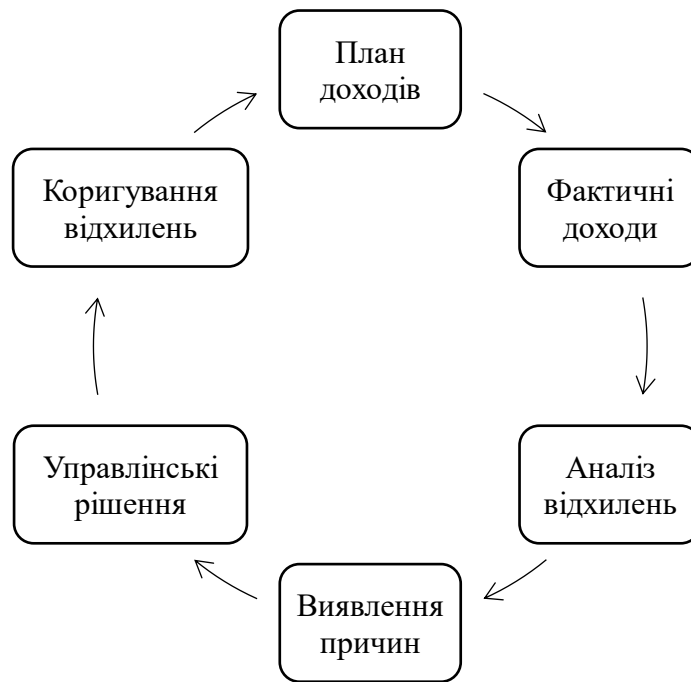 План
доходів
Фактичні
доходи
Аналіз
відхилень
Виявлення
причин
Управлінські
рішення
Коригування
відхилень